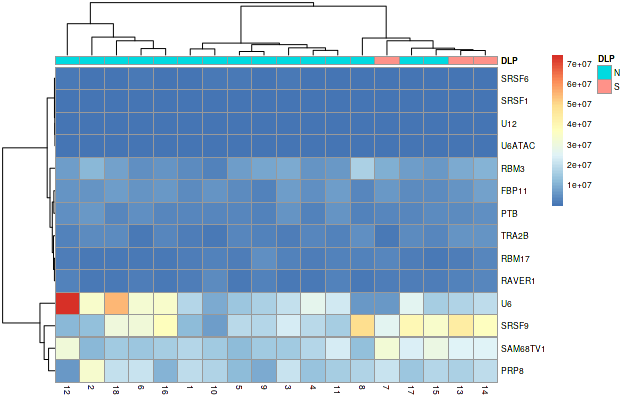 DLP
SRSF6
SRSF1
U12
U6ATAC
RBM3
FBP11
PTB
TRA2B
RBM17
RAVER1
U6
SRSF9
SAM68TV1
PRP8
12 2 18 6 16 1 10 5 9 3 4 11 8 7 17 15 13 14
7e+07
6e+07
5e+07
4e+07
3e+07
2e+07
1e+07
DLP
N
S